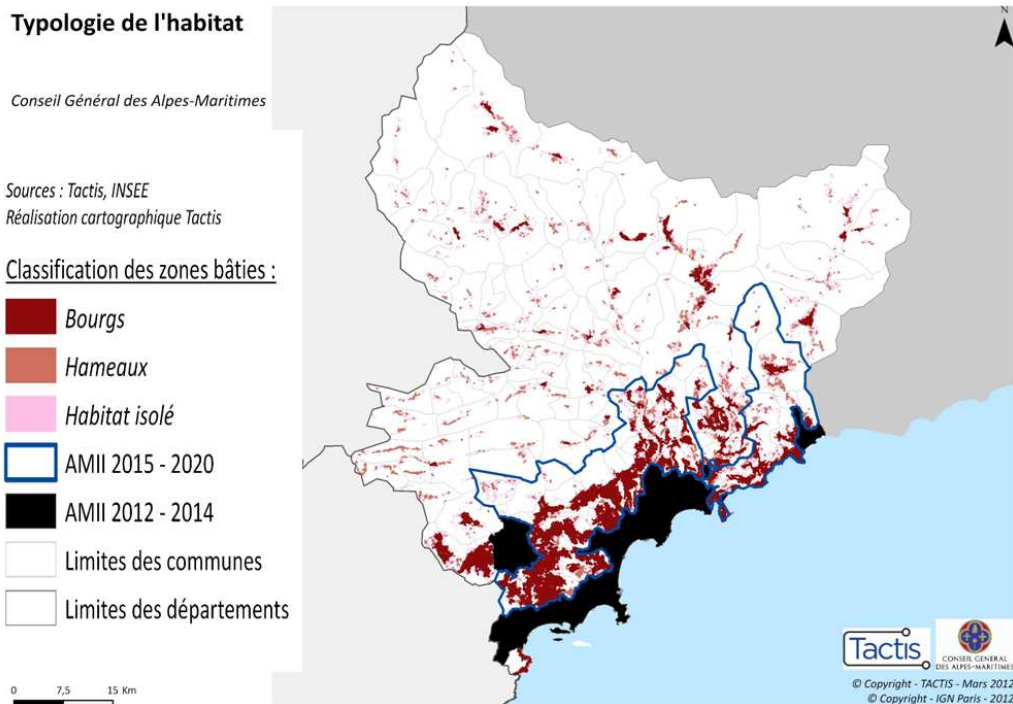 Typologie de l'habitat
Conseil Général des Alpes-Maritimes
Sources : Tactis, INSEE
Réalisation cartographique Tactis
Classification des zones bâties :
Bourgs
Hameaux
Habitat isolé
AMII 2015 - 2020
AMII 2012 - 2014
Limites des communes
Limites des départements
0 7,5 15 Km
N
Tactis
CONSEIL GENERAL
DES ALPES-MARITIMES
© Copyright - TACTIS - Mars 2012
© Copyright - IGN Paris - 2012